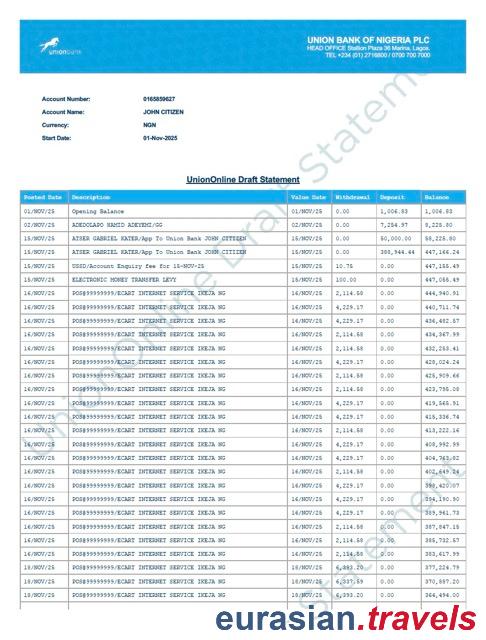 unionbank
UNION BANK OF NIGERIA PLC
HEAD OFFICE Stallion Plaza 36 Marina, Lagos.
TEL +234 (01) 2716800 / 0700 700 7000
Account Number: 0165859627
Account Name: JOHN CITIZEN
Currency: NGN
Start Date: 01-Nov-2025
UnionOnline Draft Statement
Posted Date Description Value Date Withdrawal Deposit Balance
01/NOV/25 Opening Balance 01/NOV/25 0.00 1,006.83 1,006.83
02/NOV/25 ADEDOLAPO HAMID ADEYEMI/GG 02/NOV/25 0.00 7,254.97 8,225.80
15/NOV/25 ATSER GABRIEL KATER/App To Union Bank JOHN CITIZEN 15/NOV/25 0.00 50,000.00 58,225.80
15/NOV/25 ATSER GABRIEL KATER/App To Union Bank JOHN CITIZEN 15/NOV/25 0.00 388,944.44 447,166.24
15/NOV/25 USSD/Account Enquiry fee for 15-NOV-25 15/NOV/25 10.75 0.00 447,155.49
15/NOV/25 ELECTRONIC MONEY TRANSFER LEVY 15/NOV/25 100.00 0.00 447,055.49
16/NOV/25 POS@99999999/ECART INTERNET SERVICE IKEJA NG 16/NOV/25 2,114.58 0.00 444,940.91
16/NOV/25 POS@99999999/ECART INTERNET SERVICE IKEJA NG 16/NOV/25 4,229.17 0.00 440,711.74
16/NOV/25 POS@99999999/ECART INTERNET SERVICE IKEJA NG 16/NOV/25 4,229.17 0.00 436,482.57
16/NOV/25 POS@99999999/ECART INTERNET SERVICE IKEJA NG 16/NOV/25 2,114.58 0.00 434,367.99
16/NOV/25 POS@99999999/ECART INTERNET SERVICE IKEJA NG 16/NOV/25 2,114.58 0.00 432,253.41
16/NOV/25 POS@99999999/ECART INTERNET SERVICE IKEJA NG 16/NOV/25 4,229.17 0.00 428,024.24
16/NOV/25 POS@99999999/ECART INTERNET SERVICE IKEJA NG 16/NOV/25 2,114.58 0.00 425,909.66
16/NOV/25 POS@99999999/ECART INTERNET SERVICE IKEJA NG 16/NOV/25 2,114.58 0.00 423,795.08
16/NOV/25 POS@99999999/ECART INTERNET SERVICE IKEJA NG 16/NOV/25 4,229.17 0.00 419,565.91
16/NOV/25 POS@99999999/ECART INTERNET SERVICE IKEJA NG 16/NOV/25 4,229.17 0.00 415,336.74
16/NOV/25 POS@99999999/ECART INTERNET SERVICE IKEJA NG 16/NOV/25 2,114.58 0.00 413,222.16
16/NOV/25 POS@99999999/ECART INTERNET SERVICE IKEJA NG 16/NOV/25 4,229.17 0.00 408,992.99
16/NOV/25 POS@99999999/ECART INTERNET SERVICE IKEJA NG 16/NOV/25 4,229.17 0.00 404,763.82
16/NOV/25 POS@99999999/ECART INTERNET SERVICE IKEJA NG 16/NOV/25 2,114.58 0.00 402,649.24
16/NOV/25 POS@99999999/ECART INTERNET SERVICE IKEJA NG 16/NOV/25 4,229.17 0.00 398,420.07
16/NOV/25 POS@99999999/ECART INTERNET SERVICE IKEJA NG 16/NOV/25 4,229.17 0.00 394,190.90
16/NOV/25 POS@99999999/ECART INTERNET SERVICE IKEJA NG 16/NOV/25 4,229.17 0.00 389,961.73
16/NOV/25 POS@99999999/ECART INTERNET SERVICE IKEJA NG 16/NOV/25 2,114.58 0.00 387,847.15
16/NOV/25 POS@99999999/ECART INTERNET SERVICE IKEJA NG 16/NOV/25 2,114.58 0.00 385,732.57
16/NOV/25 POS@99999999/ECART INTERNET SERVICE IKEJA NG 16/NOV/25 2,114.58 0.00 383,617.99
18/NOV/25 POS@99999999/ECART INTERNET SERVICE IKEJA NG 18/NOV/25 6,393.20 0.00 377,224.79
18/NOV/25 POS@99999999/ECART INTERNET SERVICE IKEJA NG 18/NOV/25 6,337.59 0.00 370,887.20
18/NOV/25 POS@99999999/ECART INTERNET SERVICE IKEJA NG 18/NOV/25 6,393.20 0.00 364,494.00
UnionOnline Draft Statement
Statement
eurasian.travels